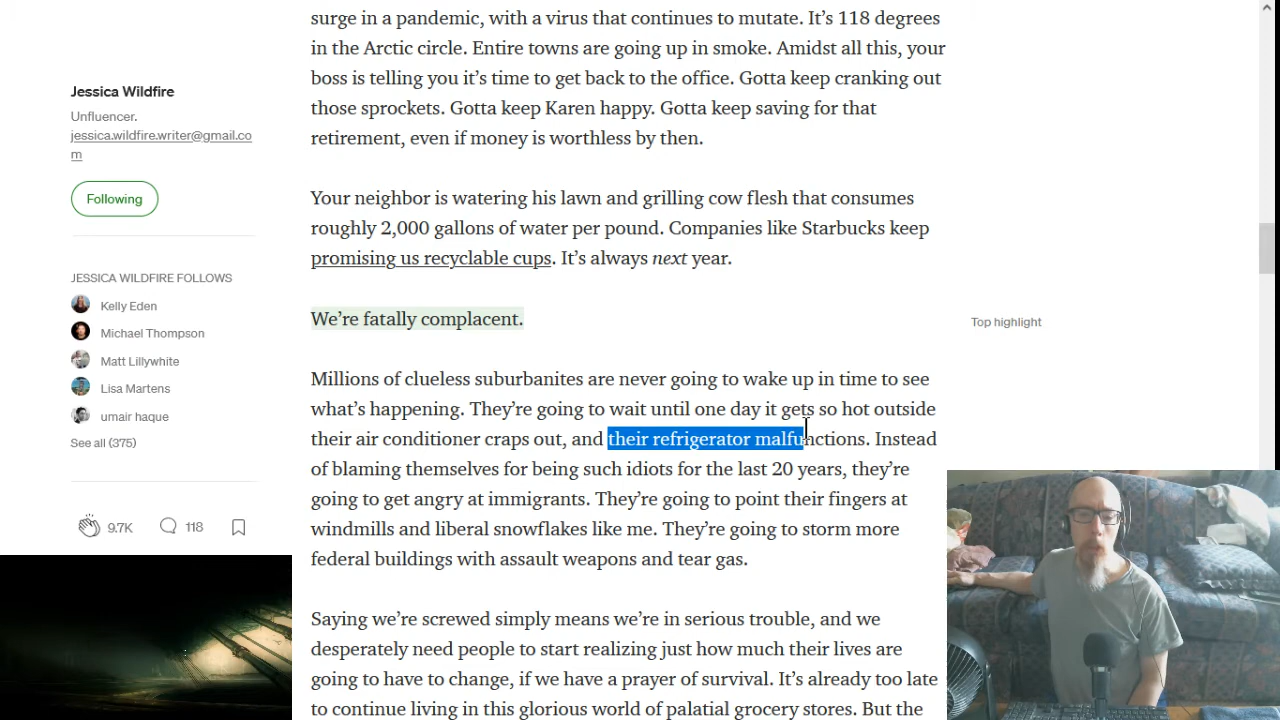 surge in a pandemic, with a virus that continues to mutate. It's 118 degrees
in the Arctic circle. Entire towns are going up in smoke. Amidst all this, your
boss is telling you it's time to get back to the office. Gotta keep cranking out
those sprockets. Gotta keep Karen happy. Gotta keep saving for that
retirement, even if money is worthless by then.
Your neighbor is watering his lawn and grilling cow flesh that consumes
roughly 2,000 gallons of water per pound. Companies like Starbucks keep
promising us recyclable cups. It's always next year.
We're fatally complacent.
Top highlight
Millions of clueless suburbanites are never going to wake up in time to see
what's happening. They're going to wait until one day it gets so hot outside
their air conditioner craps out, and their refrigerator malfunctions. Instead
of blaming themselves for being such idiots for the last 20 years, they're
going to get angry at immigrants. They're going to point their fingers at
windmills and liberal snowflakes like me. They're going to storm more
federal buildings with assault weapons and tear gas.
Saying we're screwed simply means we're in serious trouble, and we
desperately need people to start realizing just how much their lives are
going to have to change, if we have a prayer of survival. It's already too late
to continue living in this glorious world of palatial grocery stores. But the
Jessica Wildfire
Unfluencer.
jessica.wildfire.writer@gmail.co
m
Following
JESSICA WILDFIRE FOLLOWS
Kelly Eden
Michael Thompson
Matt Lillywhite
Lisa Martens
umair haque
See all (375)
9.7K
118